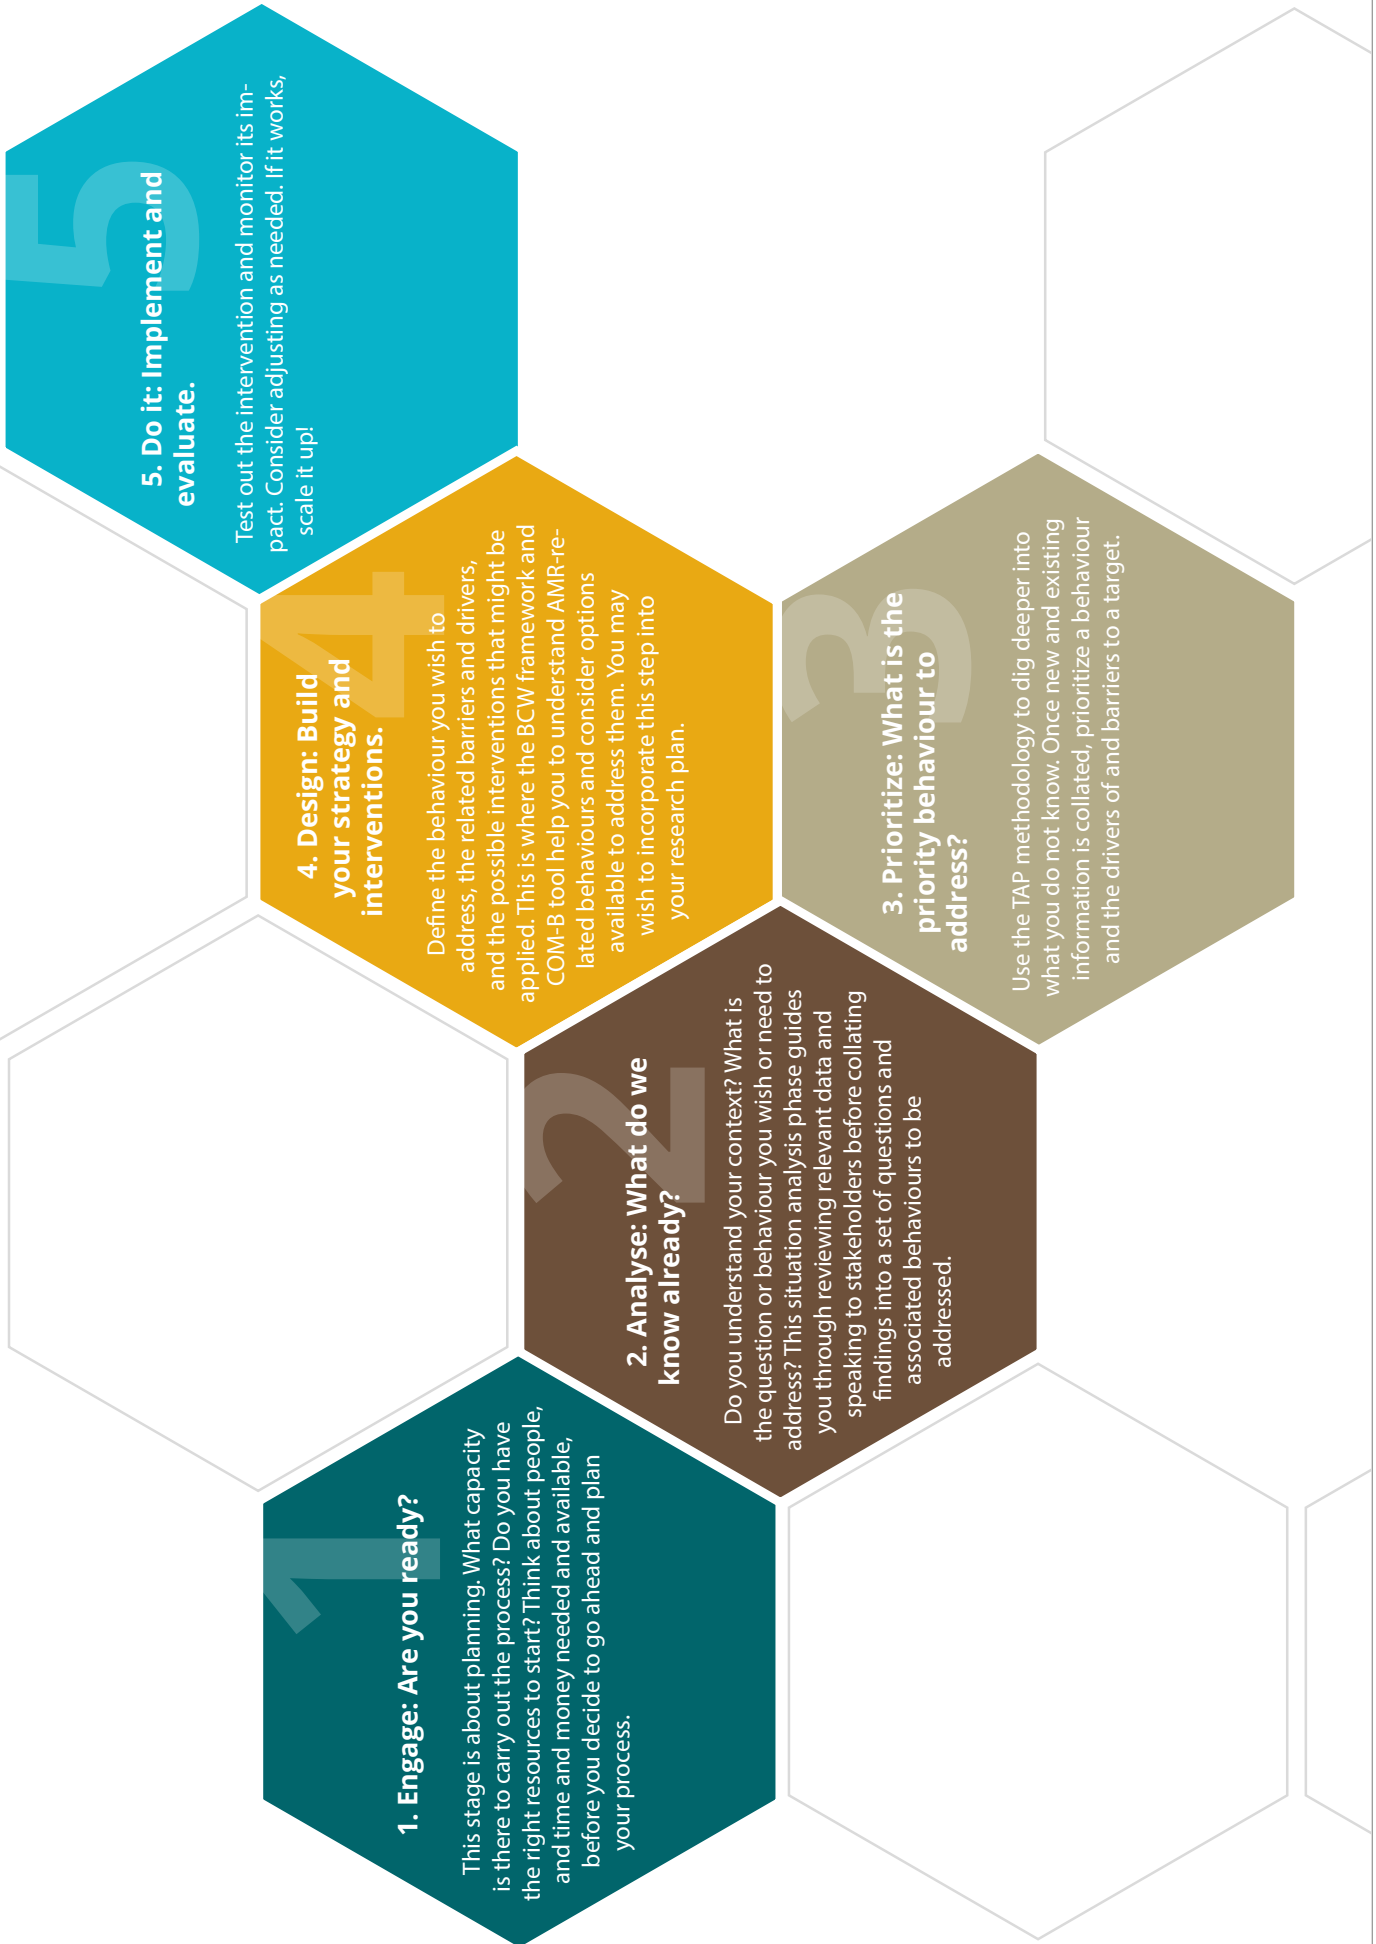 1
1. Engage: Are you ready?
This stage is about planning. What capacity
is there to carry out the process? Do you have
the right resources to start? Think about people,
and time and money needed and available,
before you decide to go ahead and plan
your process.
2
2. Analyse: What do we
know already?
Do you understand your context? What is
the question or behaviour you wish or need to
address? This situation analysis phase guides
you through reviewing relevant data and
speaking to stakeholders before collating
findings into a set of questions and
associated behaviours to be
addressed.
3
3. Prioritize: What is the
priority behaviour to
address?
Use the TAP methodology to dig deeper into
what you do not know. Once new and existing
information is collated, prioritize a behaviour
and the drivers of and barriers to a target.
4
4. Design: Build
your strategy and
interventions.
Define the behaviour you wish to
address, the related barriers and drivers,
and the possible interventions that might be
applied. This is where the BCW framework and
COM-B tool help you to understand AMR-re-
lated behaviours and consider options
available to address them. You may
wish to incorporate this step into
your research plan.
5
5. Do it: Implement and
evaluate.
Test out the intervention and monitor its im-
pact. Consider adjusting as needed. If it works,
scale it up!